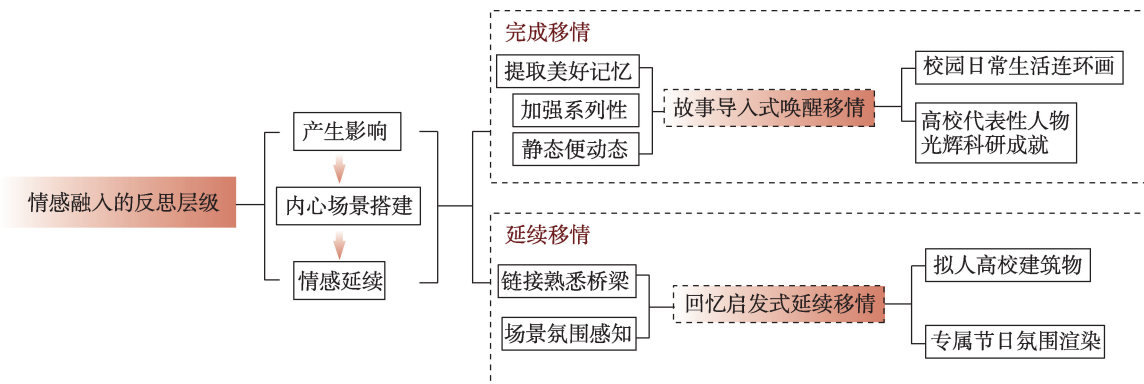 情感融入的反思层级
产生影响
内心场景搭建
情感延续
完成移情
提取美好记忆
加强系列性
静态便动态
故事导入式唤醒移情
校园日常生活连环画
高校代表性人物
光辉科研成就
延续移情
链接熟悉桥梁
场景氛围感知
回忆启发式延续移情
拟人高校建筑物
专属节日氛围渲染